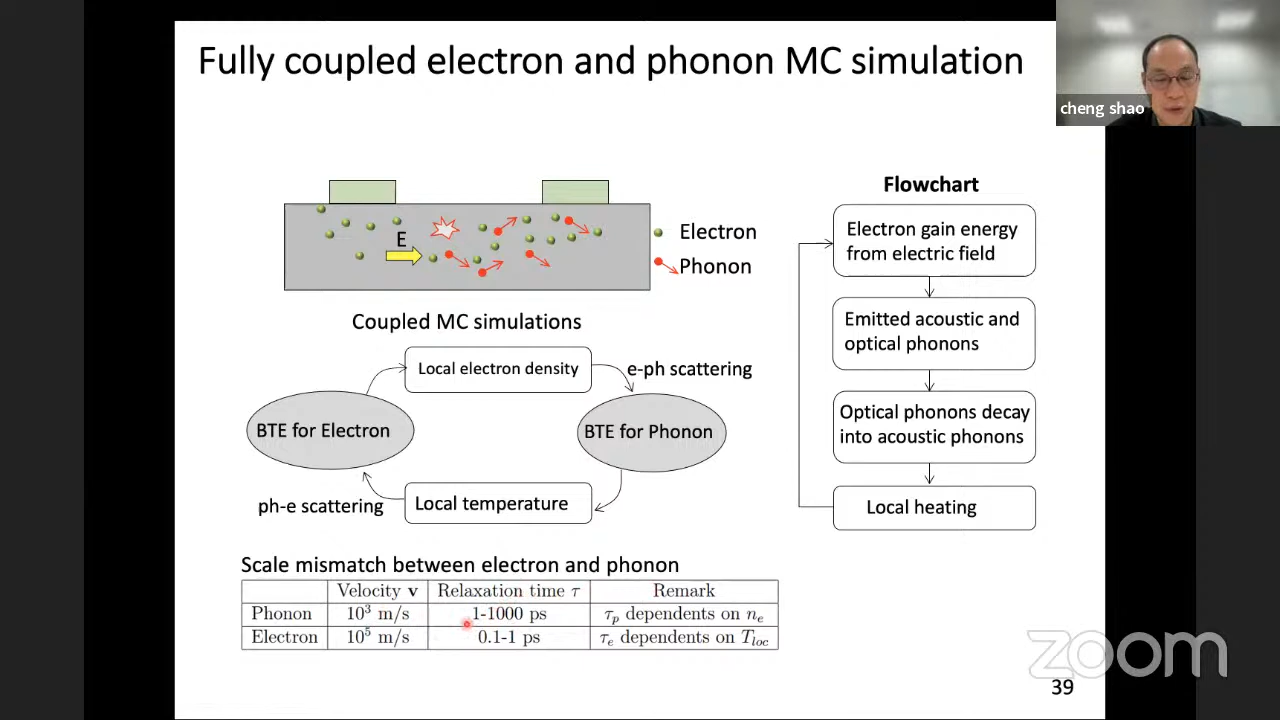 Fully coupled electron and phonon MC simulation
cheng shao
E
Electron
Phonon
Coupled MC simulations
Local electron density
e-ph scattering
BTE for Electron
BTE for Phonon
ph-e scattering
Local temperature
Flowchart
Electron gain energy
from electric field
Emitted acoustic and
optical phonons
Optical phonons decay
into acoustic phonons
Local heating
Scale mismatch between electron and phonon
Velocity v Relaxation time τ Remark
Phonon 10³ m/s 1-1000 ps τp dependents on ne
Electron 10⁵ m/s 0.1-1 ps τe dependents on Tloc
zoom
39